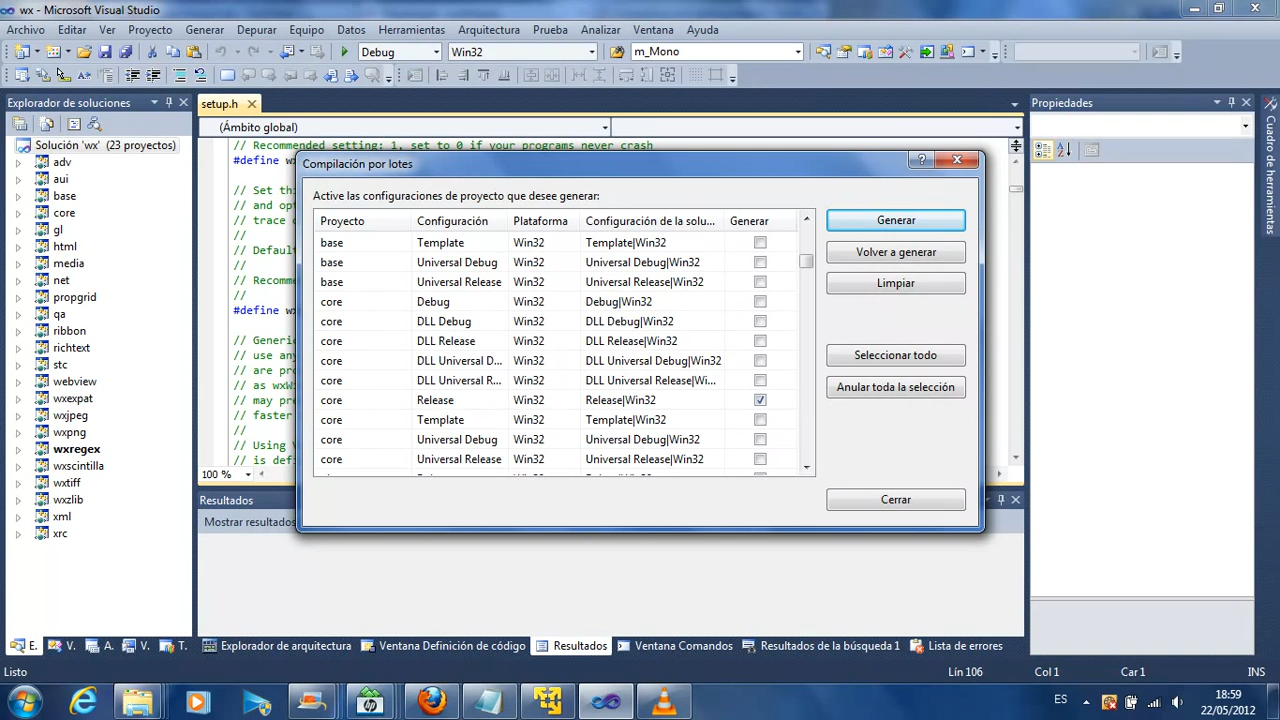 wx - Microsoft Visual Studio
Archivo Editar Ver Proyecto Generar Depurar Equipo Datos Herramientas Arquitectura Prueba Analizar Ventana Ayuda
Debug Win32 m_Mono
Explorador de soluciones
Solución 'wx' (23 proyectos)
adv
aui
base
core
gl
html
media
net
propgrid
qa
ribbon
richtext
stc
webview
wxexpat
wxjpeg
wxpng
wxregex
wxscintilla
wxtiff
wxzlib
xml
xrc
setup.h
(Ámbito global)
// Recommended setting: 1, set to 0 if your programs never crash
#define wx
// Set thi
// and opt
// trace c
//
// Defaul
//
// Recomme
//
#define wx
// Generic
// use any
// are pro
// as wxWi
// may pre
// faster
//
// Using V
// is defi
100 %
Compilación por lotes
Active las configuraciones de proyecto que desee generar:
Proyecto Configuración Plataforma Configuración de la solu... Generar
base Template Win32 Template|Win32
base Universal Debug Win32 Universal Debug|Win32
base Universal Release Win32 Universal Release|Win32
core Debug Win32 Debug|Win32
core DLL Debug Win32 DLL Debug|Win32
core DLL Release Win32 DLL Release|Win32
core DLL Universal D... Win32 DLL Universal Debug|Win32
core DLL Universal R... Win32 DLL Universal Release|Wi...
core Release Win32 Release|Win32
core Template Win32 Template|Win32
core Universal Debug Win32 Universal Debug|Win32
core Universal Release Win32 Universal Release|Win32
Generar
Volver a generar
Limpiar
Seleccionar todo
Anular toda la selección
Cerrar
Propiedades
Cuadro de herramientas
Resultados
Mostrar resultados
E. V. A. V. T.
Explorador de arquitectura Ventana Definición de código Resultados Ventana Comandos Resultados de la búsqueda 1 Lista de errores
Listo Lín 106 Col 1 Car 1 INS
ES
18:59
22/05/2012